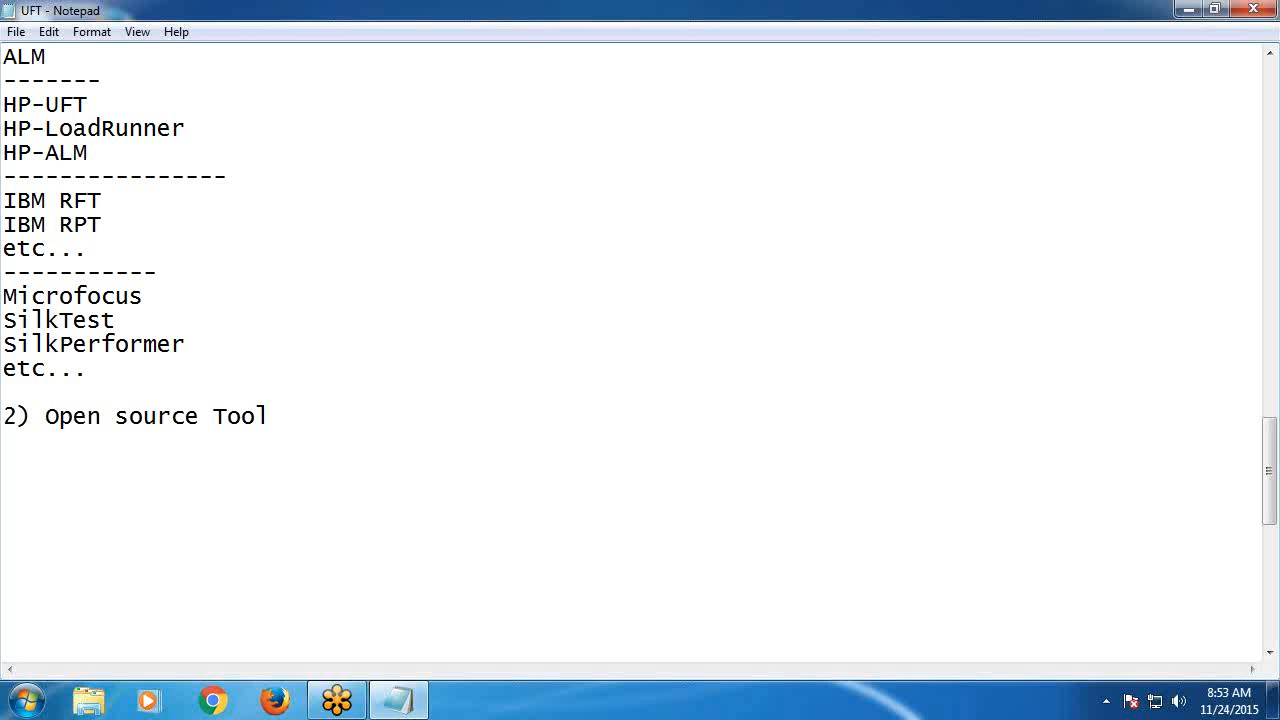 UFT - Notepad
File Edit Format View Help
ALM
-------
HP-UFT
HP-LoadRunner
HP-ALM
----------------
IBM RFT
IBM RPT
etc...
-----------
Microfocus
SilkTest
SilkPerformer
etc...
2) Open source Tool
8:53 AM
11/24/2015